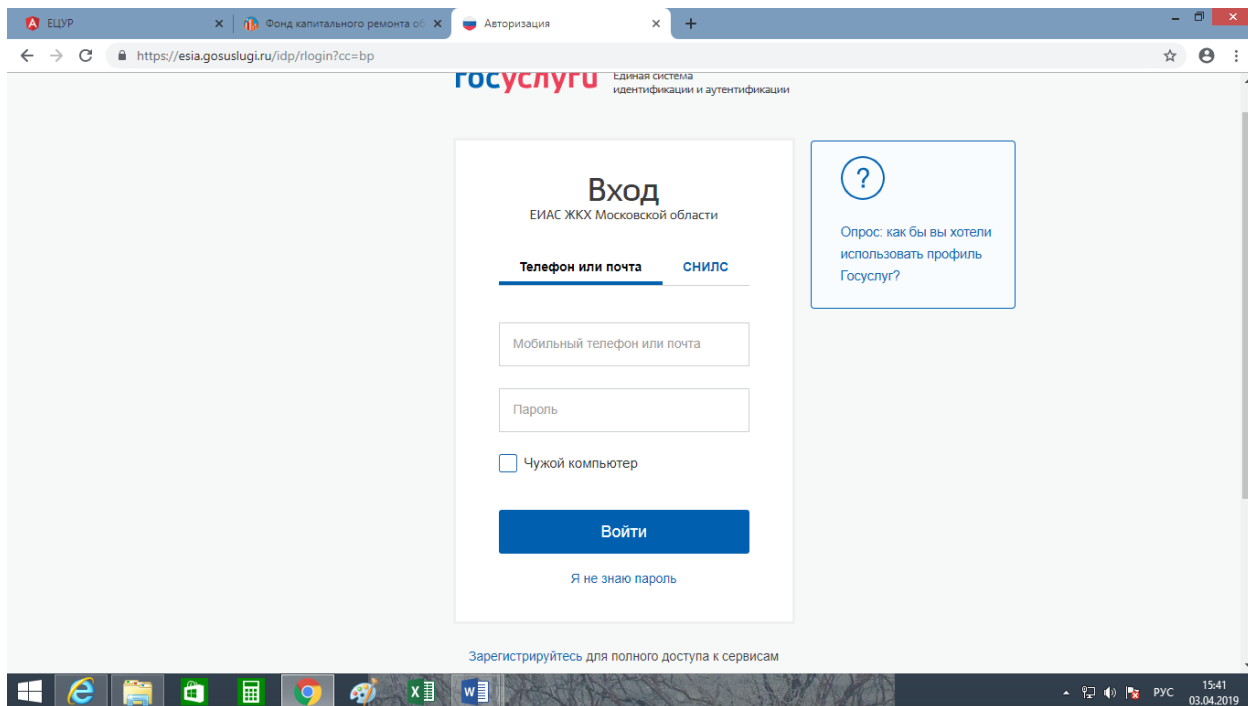 ЕЦУР
Фонд капитального ремонта об
Авторизация
https://esia.gosuslugi.ru/idp/rlogin?cc=bp
госуслуги
Единая система
идентификации и аутентификации
Вход
ЕИАС ЖКХ Московской области
Телефон или почта СНИЛС
Мобильный телефон или почта
Пароль
Чужой компьютер
Войти
Я не знаю пароль
Зарегистрируйтесь для полного доступа к сервисам
?
Опрос: как бы вы хотели
использовать профиль
Госуслуг?
РУС
15:41
03.04.2019